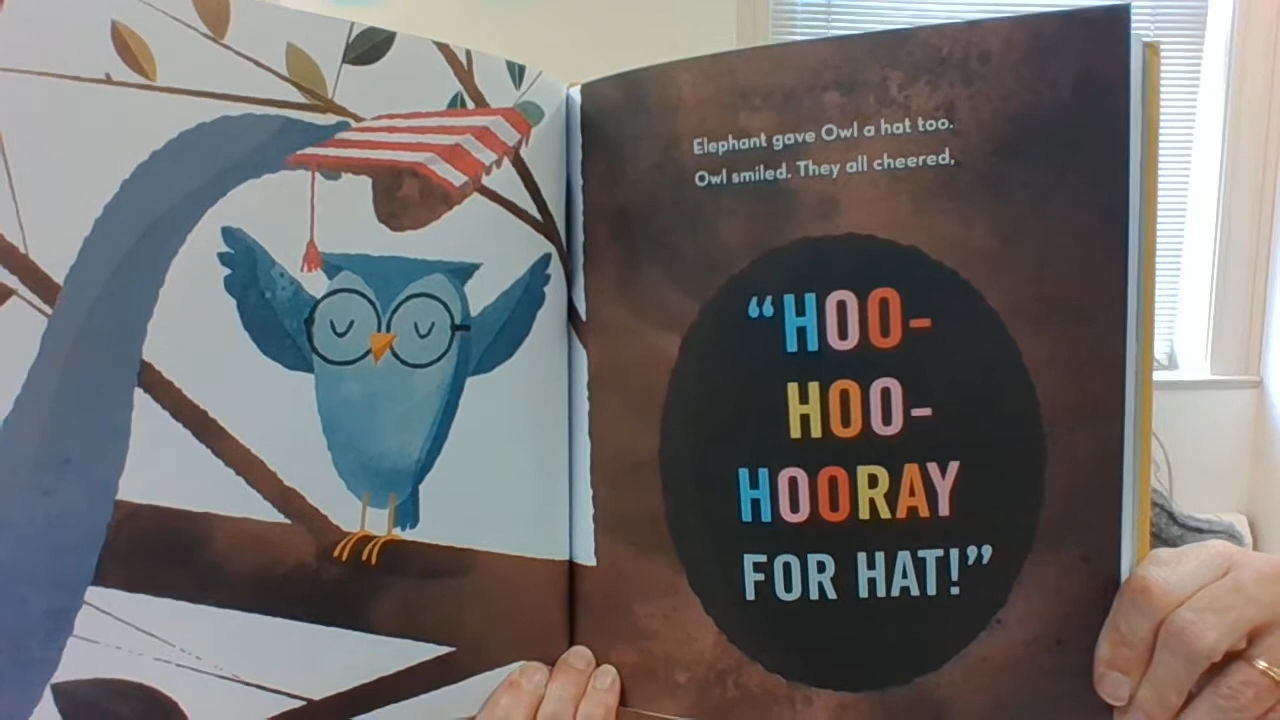 Elephant gave Owl a hat too.
Owl smiled. They all cheered,
“HOO-
HOO-
HOORAY
FOR HAT!”